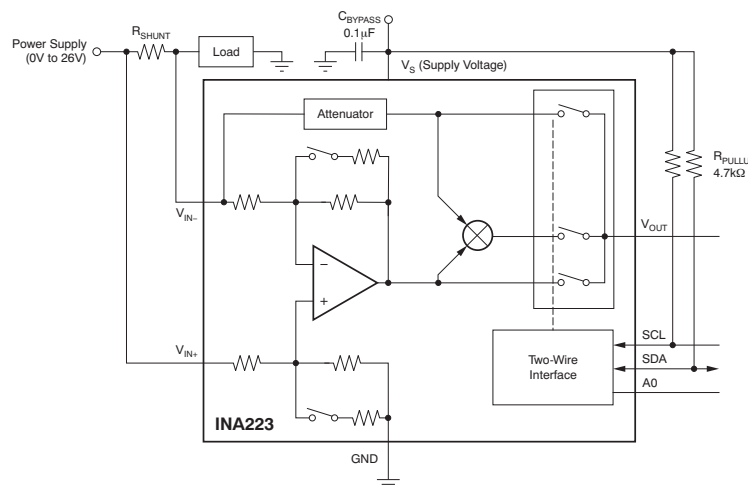 C_BYPASS
0.1µF
R_SHUNT
Power Supply
(0V to 26V)
Load
V_S (Supply Voltage)
Attenuator
R_PULLU
4.7kΩ
V_IN−
V_OUT
−
+
SCL
V_IN+
SDA
Two-Wire
Interface
A0
INA223
GND